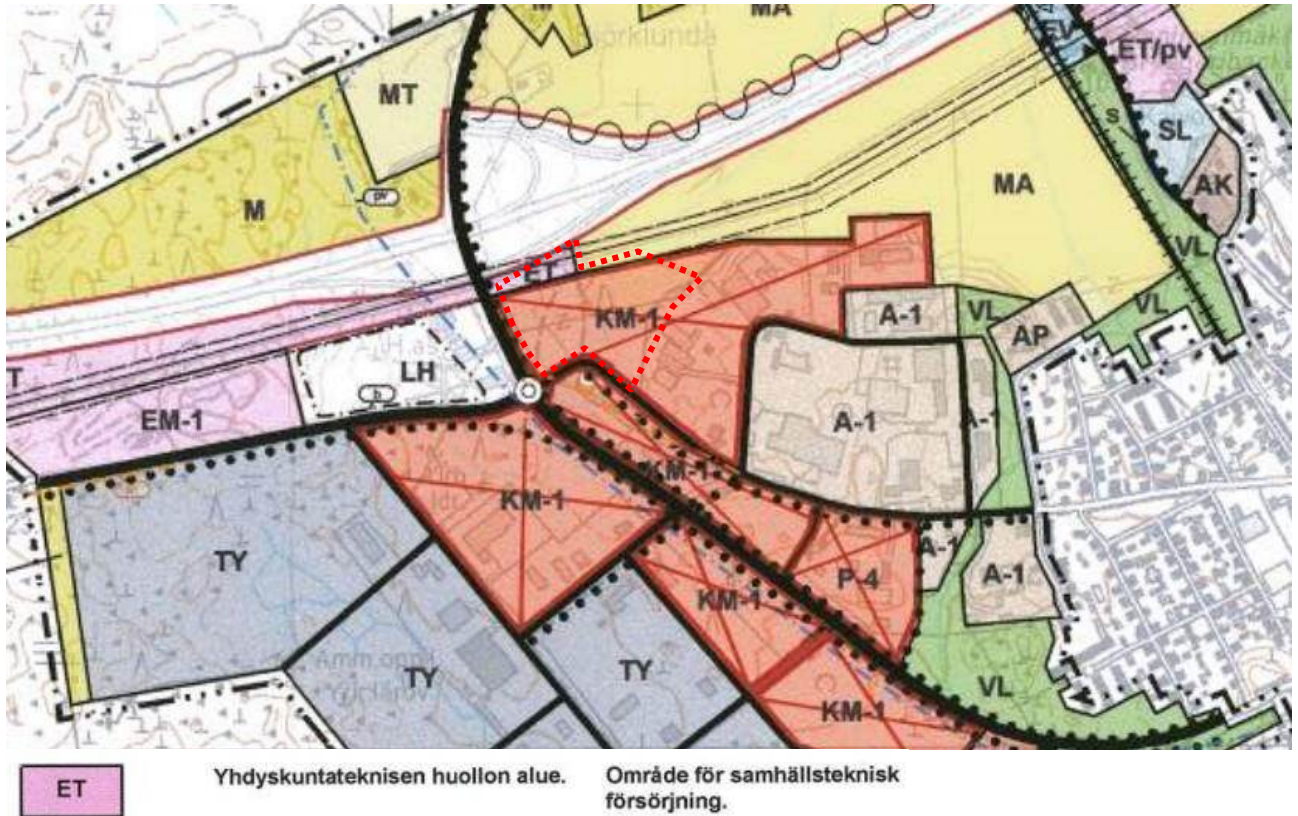 M
MA
Björklunda
EV
ET/pv
MT
S
SL
M
pv
MA
AK
VL
ET
KM-1
A-1
VL
VL
AP
T
LH
b
EM-1
A-1
A-1
KM-1
KM-1
TY
A-1
P-4
A-1
KM-1
TY
TY
VL
KM-1
ET
Yhdyskuntateknisen huollon alue.
Område för samhällsteknisk
försörjning.